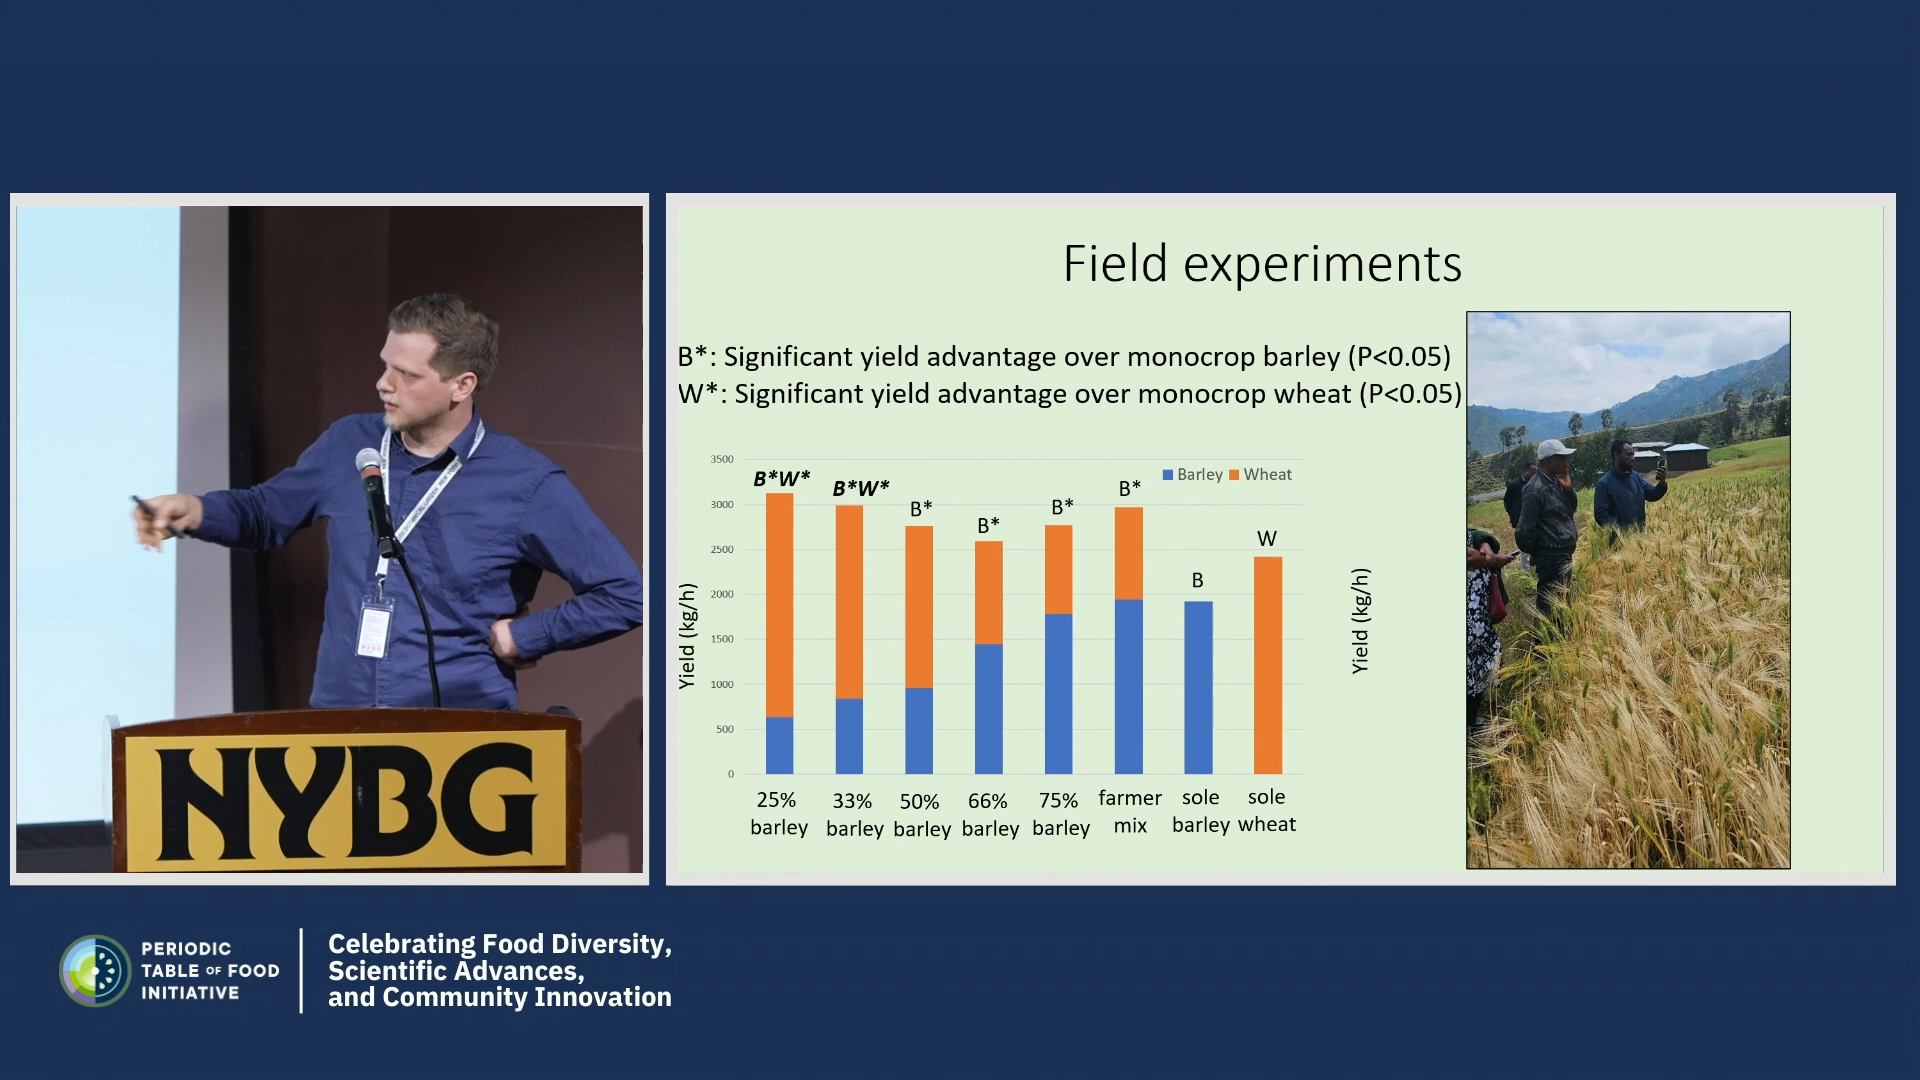 Field experiments
B*: Significant yield advantage over monocrop barley (P<0.05)
W*: Significant yield advantage over monocrop wheat (P<0.05)
Yield (kg/h)
3500
3000
2500
2000
1500
1000
500
0
Barley Wheat
B*W*
B*W*
B*
B*
B*
B*
B
W
25% barley
33% barley
50% barley
66% barley
75% barley
farmer mix
sole barley
sole wheat
Yield (kg/h)
NYBG
PERIODIC
TABLE OF FOOD
INITIATIVE
Celebrating Food Diversity,
Scientific Advances,
and Community Innovation